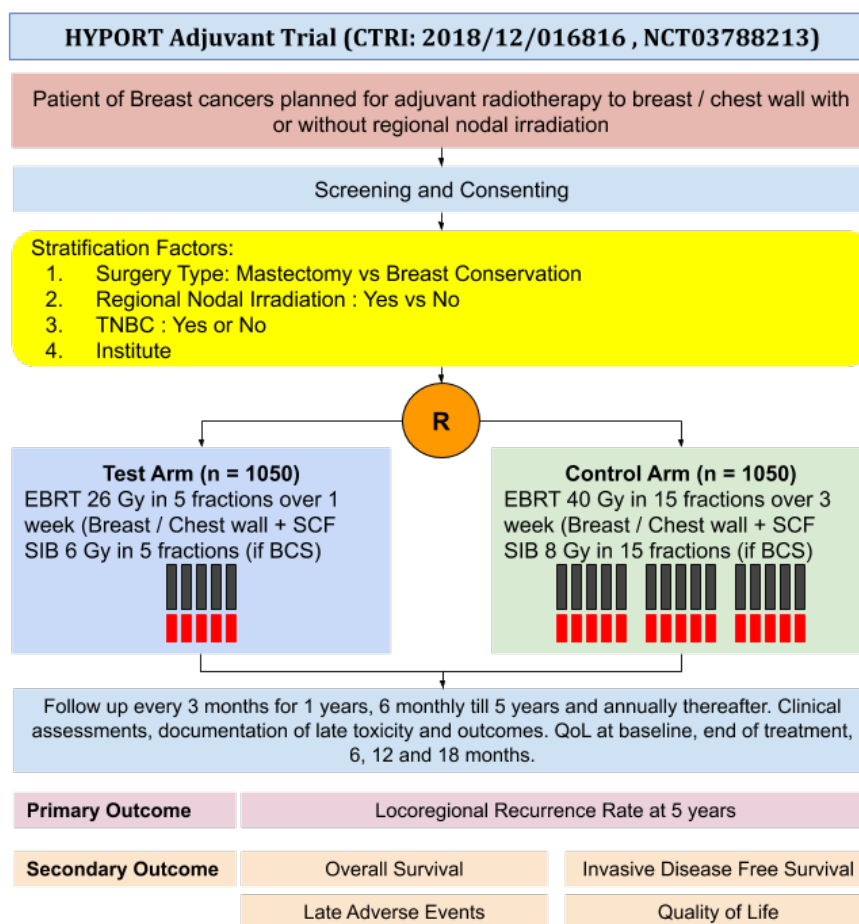 HYPORT Adjuvant Trial (CTRI: 2018/12/016816 , NCT03788213)
Patient of Breast cancers planned for adjuvant radiotherapy to breast / chest wall with
or without regional nodal irradiation
Screening and Consenting
Stratification Factors:
1. Surgery Type: Mastectomy vs Breast Conservation
2. Regional Nodal Irradiation : Yes vs No
3. TNBC : Yes or No
4. Institute
R
Test Arm (n = 1050)
EBRT 26 Gy in 5 fractions over 1
week (Breast / Chest wall + SCF
SIB 6 Gy in 5 fractions (if BCS)
Control Arm (n = 1050)
EBRT 40 Gy in 15 fractions over 3
week (Breast / Chest wall + SCF
SIB 8 Gy in 15 fractions (if BCS)
Follow up every 3 months for 1 years, 6 monthly till 5 years and annually thereafter. Clinical
assessments, documentation of late toxicity and outcomes. QoL at baseline, end of treatment,
6, 12 and 18 months.
Primary Outcome
Locoregional Recurrence Rate at 5 years
Secondary Outcome
Overall Survival
Invasive Disease Free Survival
Late Adverse Events
Quality of Life